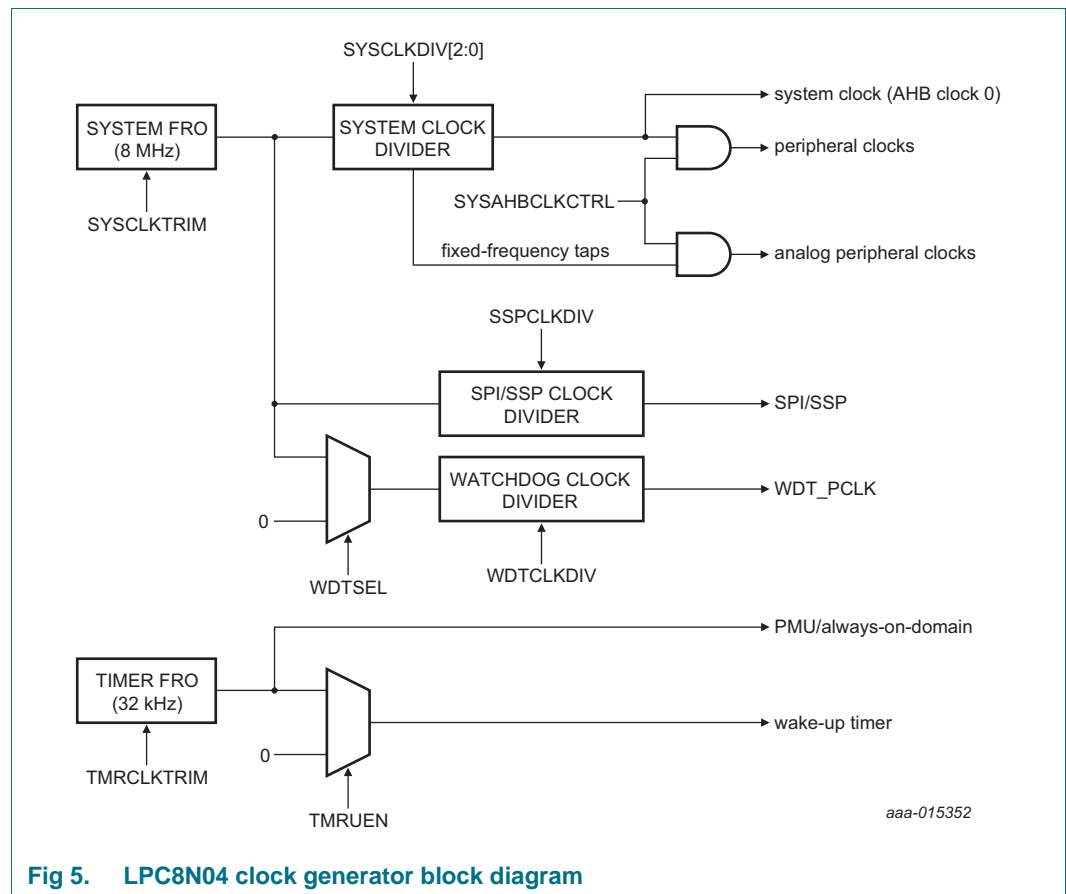 SYSCLKDIV[2:0]
system clock (AHB clock 0)
SYSTEM FRO
(8 MHz)
SYSTEM CLOCK
DIVIDER
peripheral clocks
SYSAHBCLKCTRL
SYSCLKTRIM
fixed-frequency taps
analog peripheral clocks
SSPCLKDIV
SPI/SSP CLOCK
DIVIDER
SPI/SSP
WATCHDOG CLOCK
DIVIDER
WDT_PCLK
0
WDTSEL
WDTCLKDIV
PMU/always-on-domain
TIMER FRO
(32 kHz)
wake-up timer
0
TMRCLKTRIM
TMRUEN
aaa-015352
Fig 5. LPC8N04 clock generator block diagram